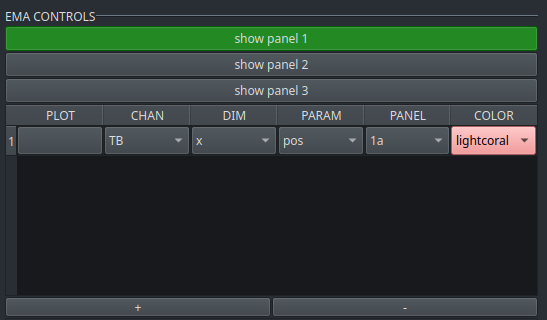 EMA CONTROLS
show panel 1
show panel 2
show panel 3
PLOT CHAN DIM PARAM PANEL COLOR
1 TB x pos 1a lightcoral
+ -